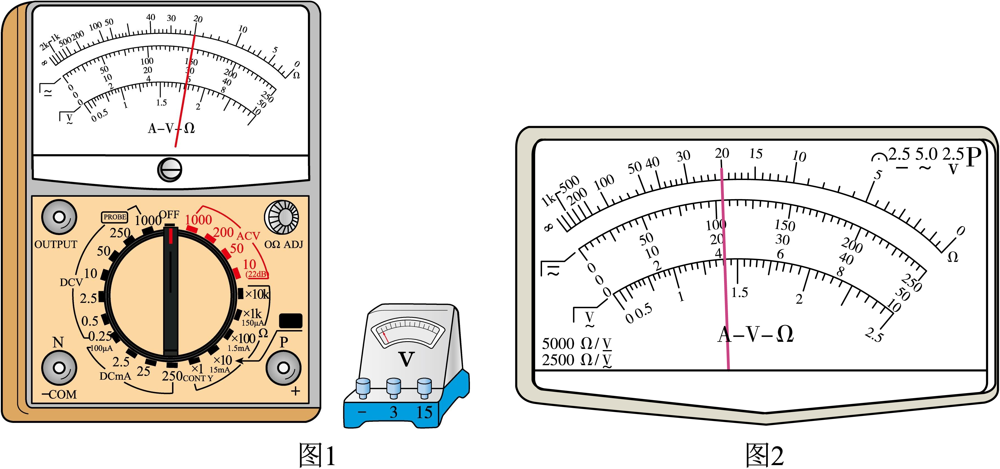 2k 1k 500 200 100 50 40 30 20 10 5 0
∞ Ω
0 50 100 150 200 250
0 10 20 30 40 50
0 2 4 6 8 10
≃
V
~
0 0.5 1 1.5 2
A–V–Ω
OUTPUT
PROBE
OFF
0Ω ADJ
1000
250
50
10
DCV
2.5
0.5
0.25
100μA
2.5
25
250
DCmA
1000
200
50
10
(22dB)
ACV
×10k
×1k
150μA
×100
1.5mA
×10
15mA
×1
CONT Y
Ω
N
–COM
P
+
V
– 3 15
图1
1k 500 200 100 50 40 30 20 15 10 5 0
∞ Ω
2.5 5.0 2.5 P
– ~ V
0 50 100 150 200 250
0 10 20 30 40 50
0 2 4 6 8 10
V
~
0 0.5 1 1.5 2 2.5
A–V–Ω
5000 Ω/V
2500 Ω/V
~
图2